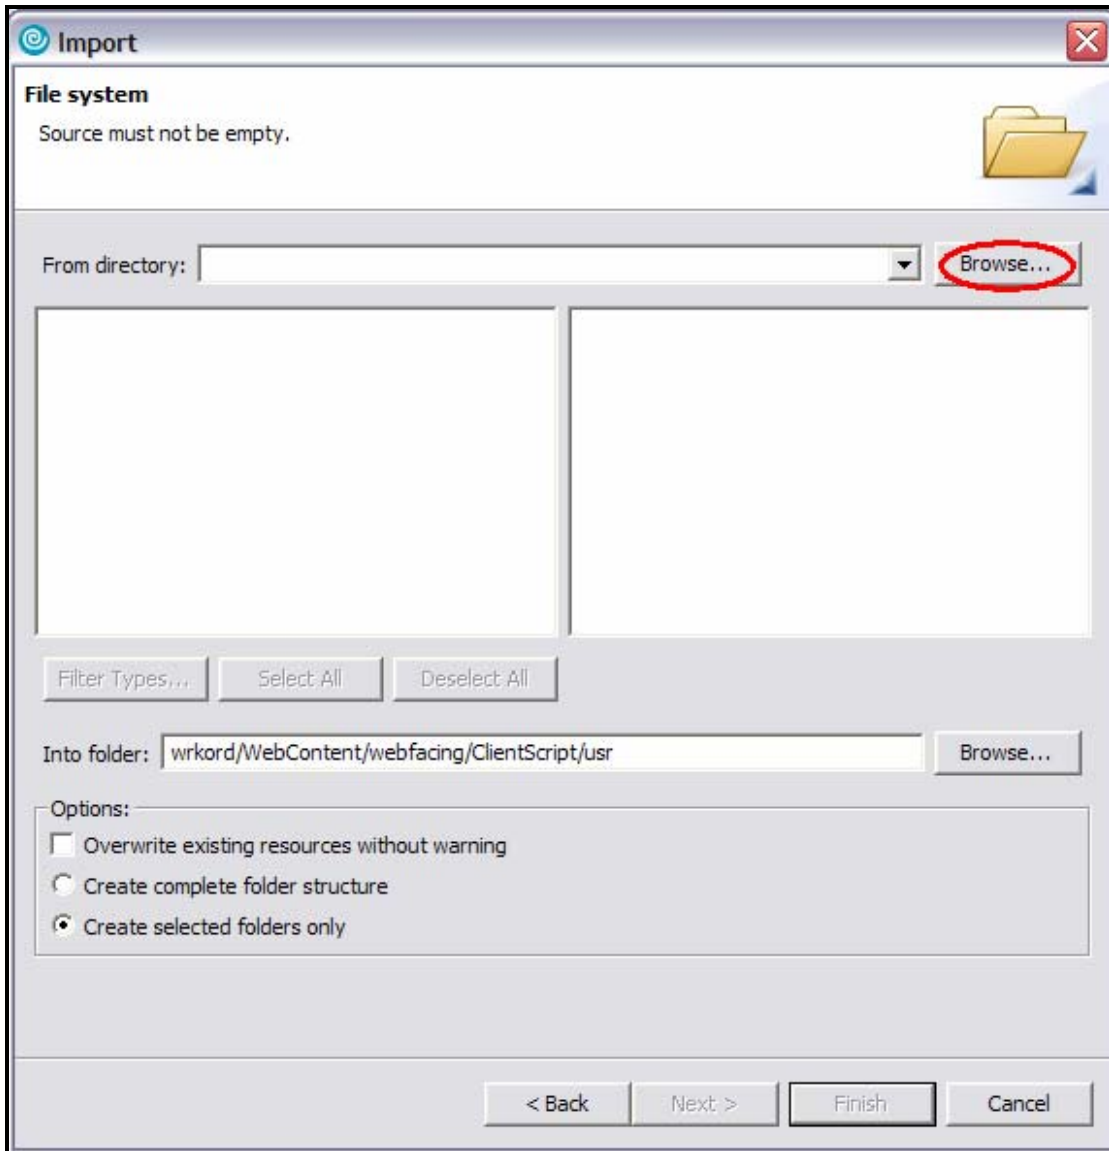 Import
File system
Source must not be empty.
From directory:
Browse...
Filter Types...
Select All
Deselect All
Into folder:
wrkord/WebContent/webfacing/ClientScript/usr
Browse...
Options:
Overwrite existing resources without warning
Create complete folder structure
Create selected folders only
< Back
Next >
Finish
Cancel